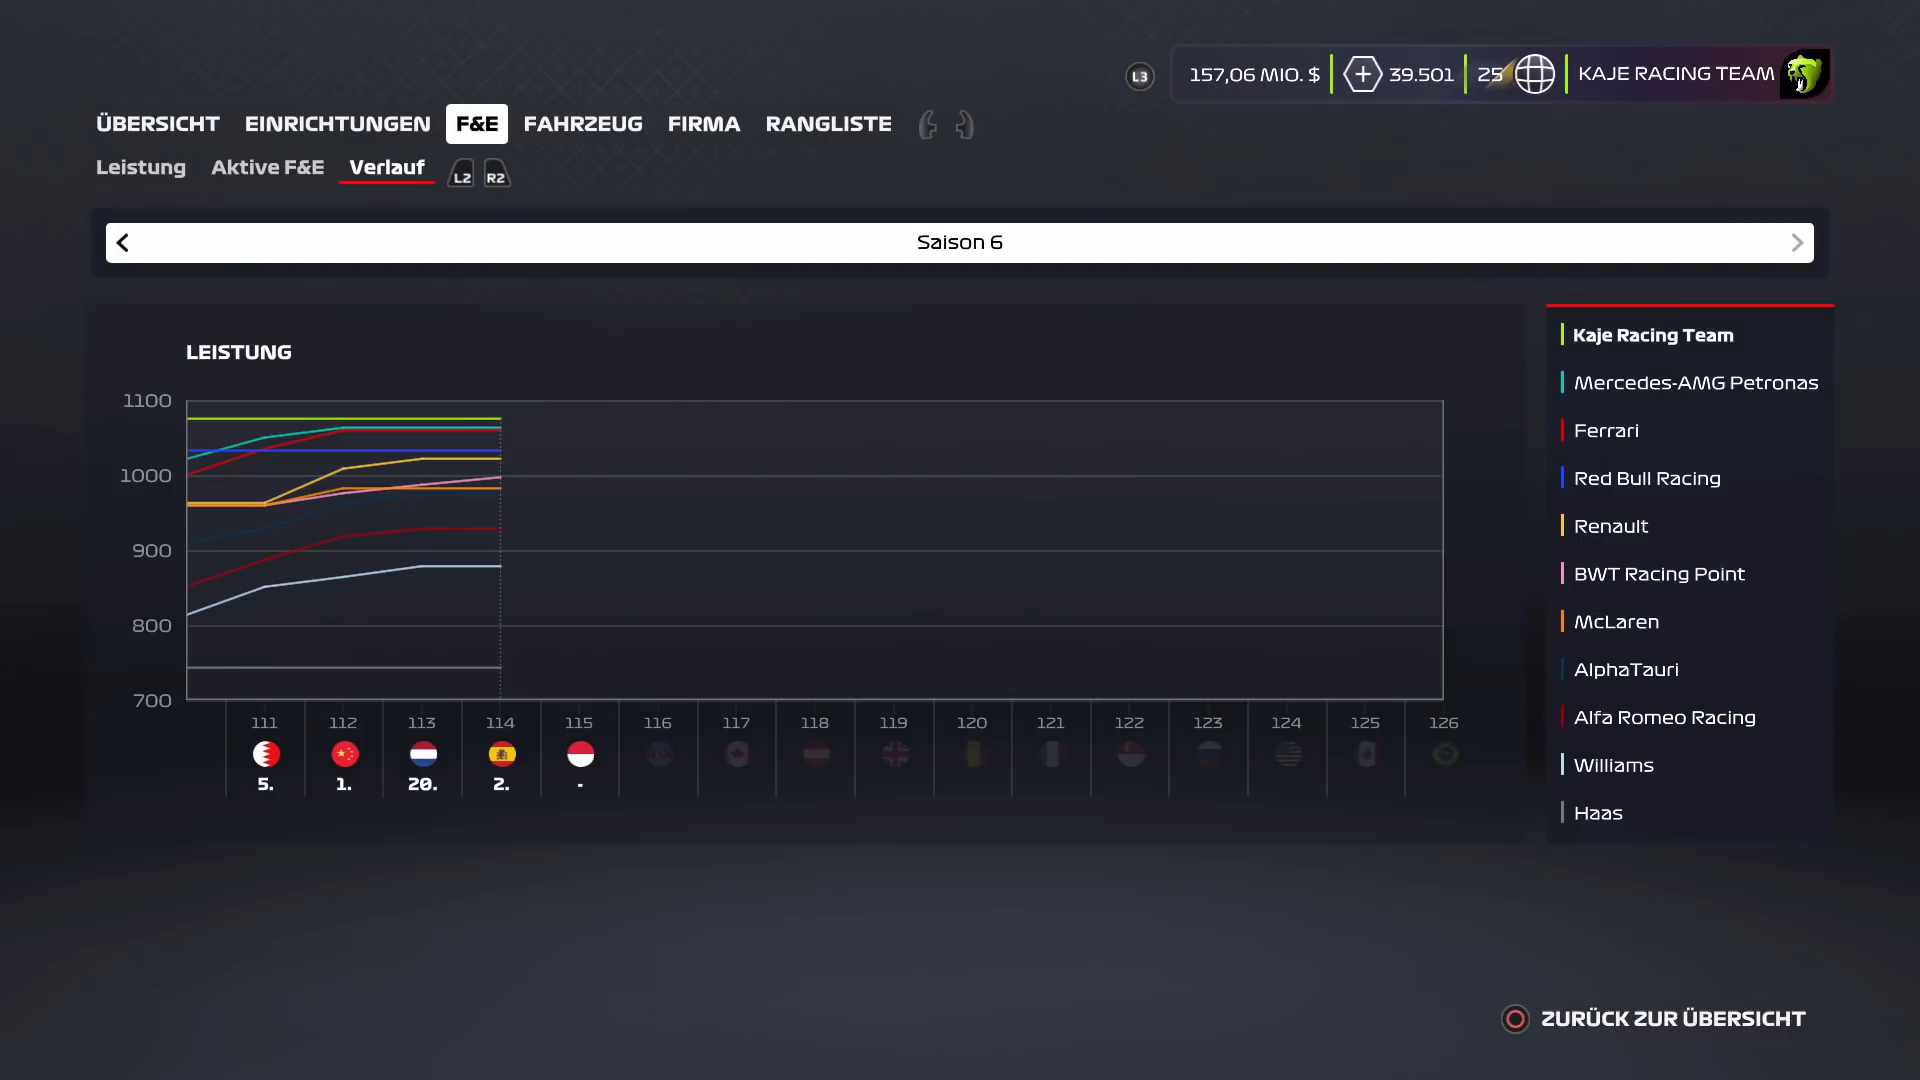 L3 157,06 MIO. $ 39.501 25 KAJE RACING TEAM
ÜBERSICHT EINRICHTUNGEN F&E FAHRZEUG FIRMA RANGLISTE
Leistung Aktive F&E Verlauf L2 R2
Saison 6
LEISTUNG
1100
1000
900
800
700
111 112 113 114 115 116 117 118 119 120 121 122 123 124 125 126
5. 1. 20. 2. -
Kaje Racing Team
Mercedes-AMG Petronas
Ferrari
Red Bull Racing
Renault
BWT Racing Point
McLaren
AlphaTauri
Alfa Romeo Racing
Williams
Haas
ZURÜCK ZUR ÜBERSICHT